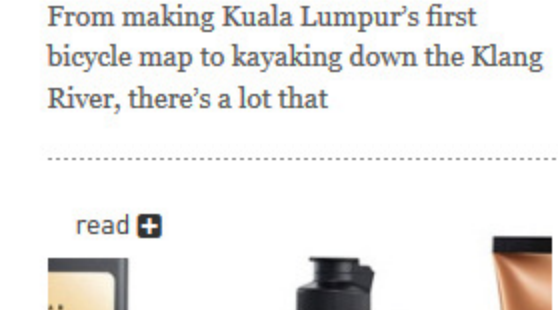 From making Kuala Lumpur’s first
bicycle map to kayaking down the Klang
River, there’s a lot that
read